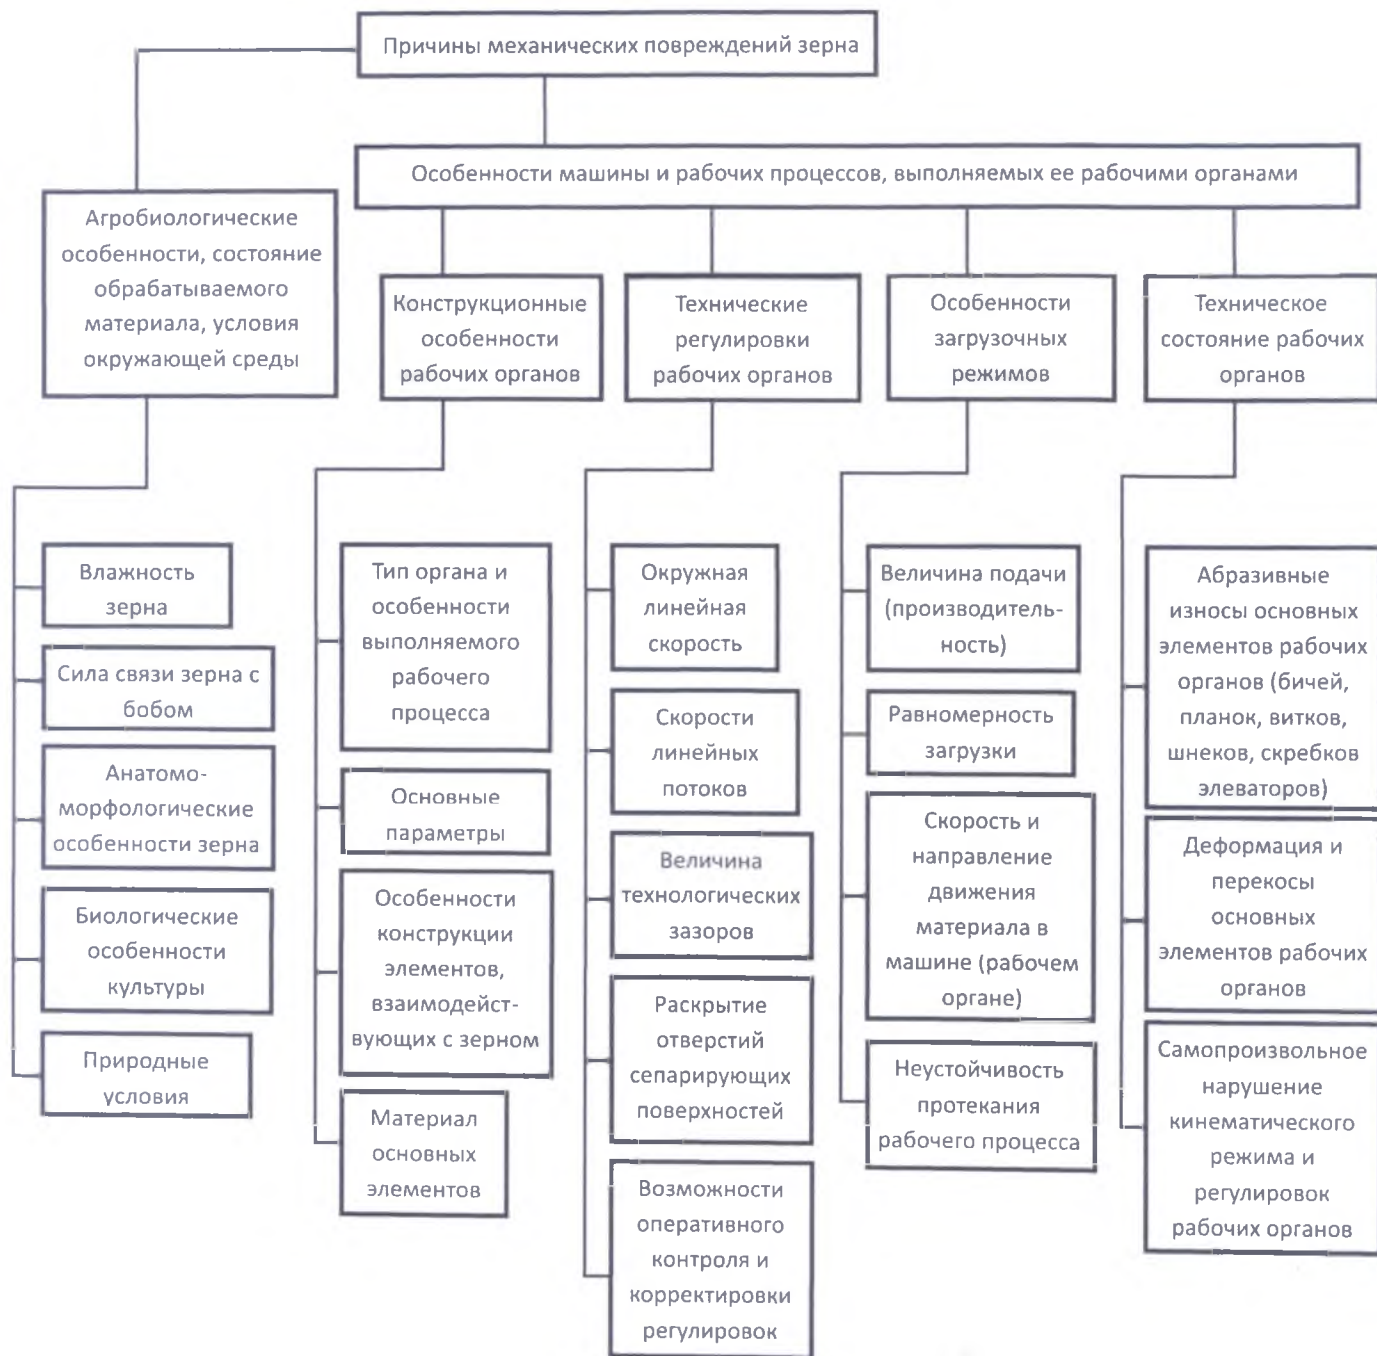 Причины механических повреждений зерна
Особенности машины и рабочих процессов, выполняемых ее рабочими органами
Агробиологические
особенности, состояние
обрабатываемого
материала, условия
окружающей среды
Конструкционные
особенности
рабочих органов
Технические
регулировки
рабочих органов
Особенности
загрузочных
режимов
Техническое
состояние рабочих
органов
Влажность
зерна
Сила связи зерна с
бобом
Анатомо-
морфологические
особенности зерна
Биологические
особенности
культуры
Природные
условия
Тип органа и
особенности
выполняемого
рабочего
процесса
Основные
параметры
Особенности
конструкции
элементов,
взаимодейст-
вующих с зерном
Материал
основных
элементов
Окружная
линейная
скорость
Скорости
линейных
потоков
Величина
технологических
зазоров
Раскрытие
отверстий
сепарирующих
поверхностей
Возможности
оперативного
контроля и
корректировки
регулировок
Величина подачи
(производитель-
ность)
Равномерность
загрузки
Скорость и
направление
движения
материала в
машине (рабочем
органе)
Неустойчивость
протекания
рабочего процесса
Абразивные
износы основных
элементов рабочих
органов (бичей,
планок, витков,
шнеков, скребков
элеваторов)
Деформация и
перекосы
основных
элементов рабочих
органов
Самопроизвольное
нарушение
кинематического
режима и
регулировок
рабочих органов